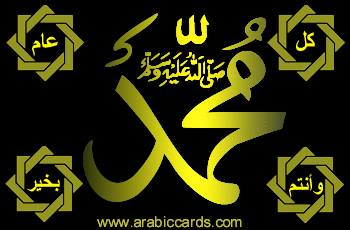 كل
عام
ﷲ
صلى الله عليه وسلم
محمد
وأنتم
بخير
www.arabiccards.com